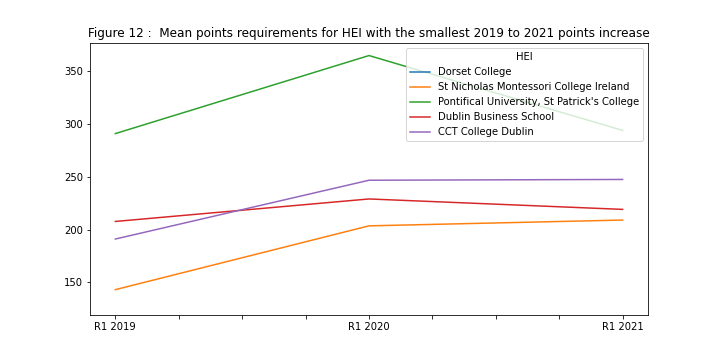 Figure 12 :  Mean points requirements for HEI with the smallest 2019 to 2021 points increase
HEI
Dorset College
St Nicholas Montessori College Ireland
Pontifical University, St Patrick's College
Dublin Business School
CCT College Dublin
350
300
250
200
150
R1 2019
R1 2020
R1 2021